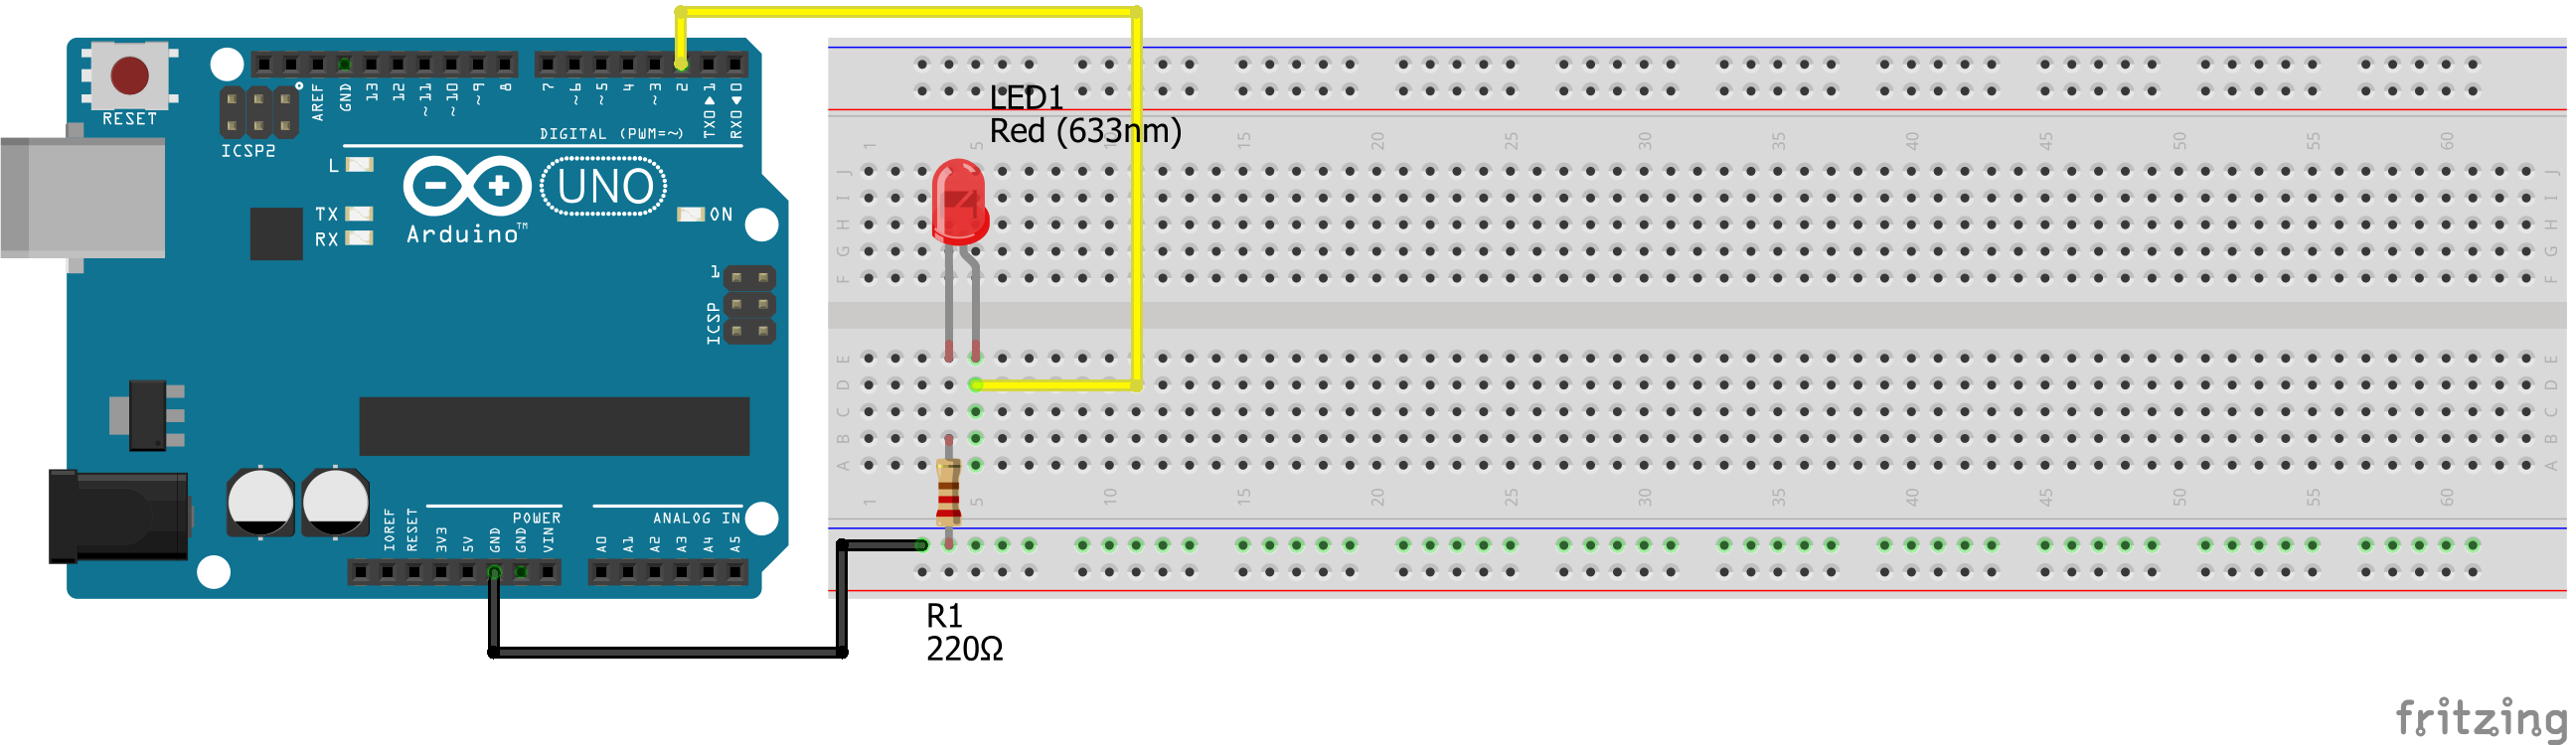 RESET
ICSP2
AREF
GND
13
12
~11
~10
~9
8
7
~6
~5
4
~3
2
TX0▶1
RX0◀0
DIGITAL (PWM=~)
L
TX
RX
UNO
Arduino™
ON
1
ICSP
IOREF
RESET
3V3
5V
GND
GND
VIN
POWER
ANALOG IN
A0
A1
A2
A3
A4
A5
LED1
Red (633nm)
1 5 10 15 20 25 30 35 40 45 50 55 60
J J
I I
H H
G G
F F
E E
D D
C C
B B
A A
1 5 10 15 20 25 30 35 40 45 50 55 60
R1
220Ω
fritzing